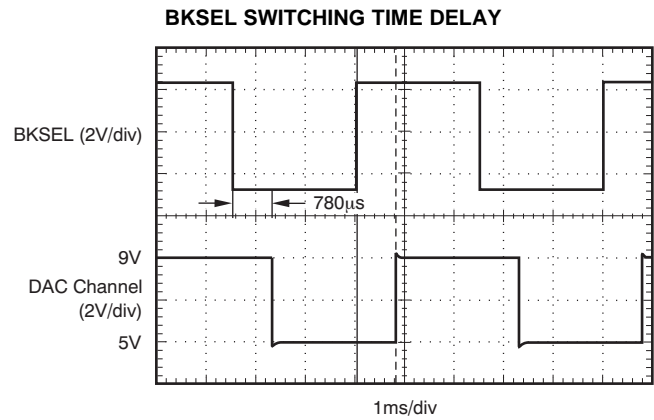 BKSEL SWITCHING TIME DELAY
BKSEL (2V/div)
780µs
9V
DAC Channel
(2V/div)
5V
1ms/div